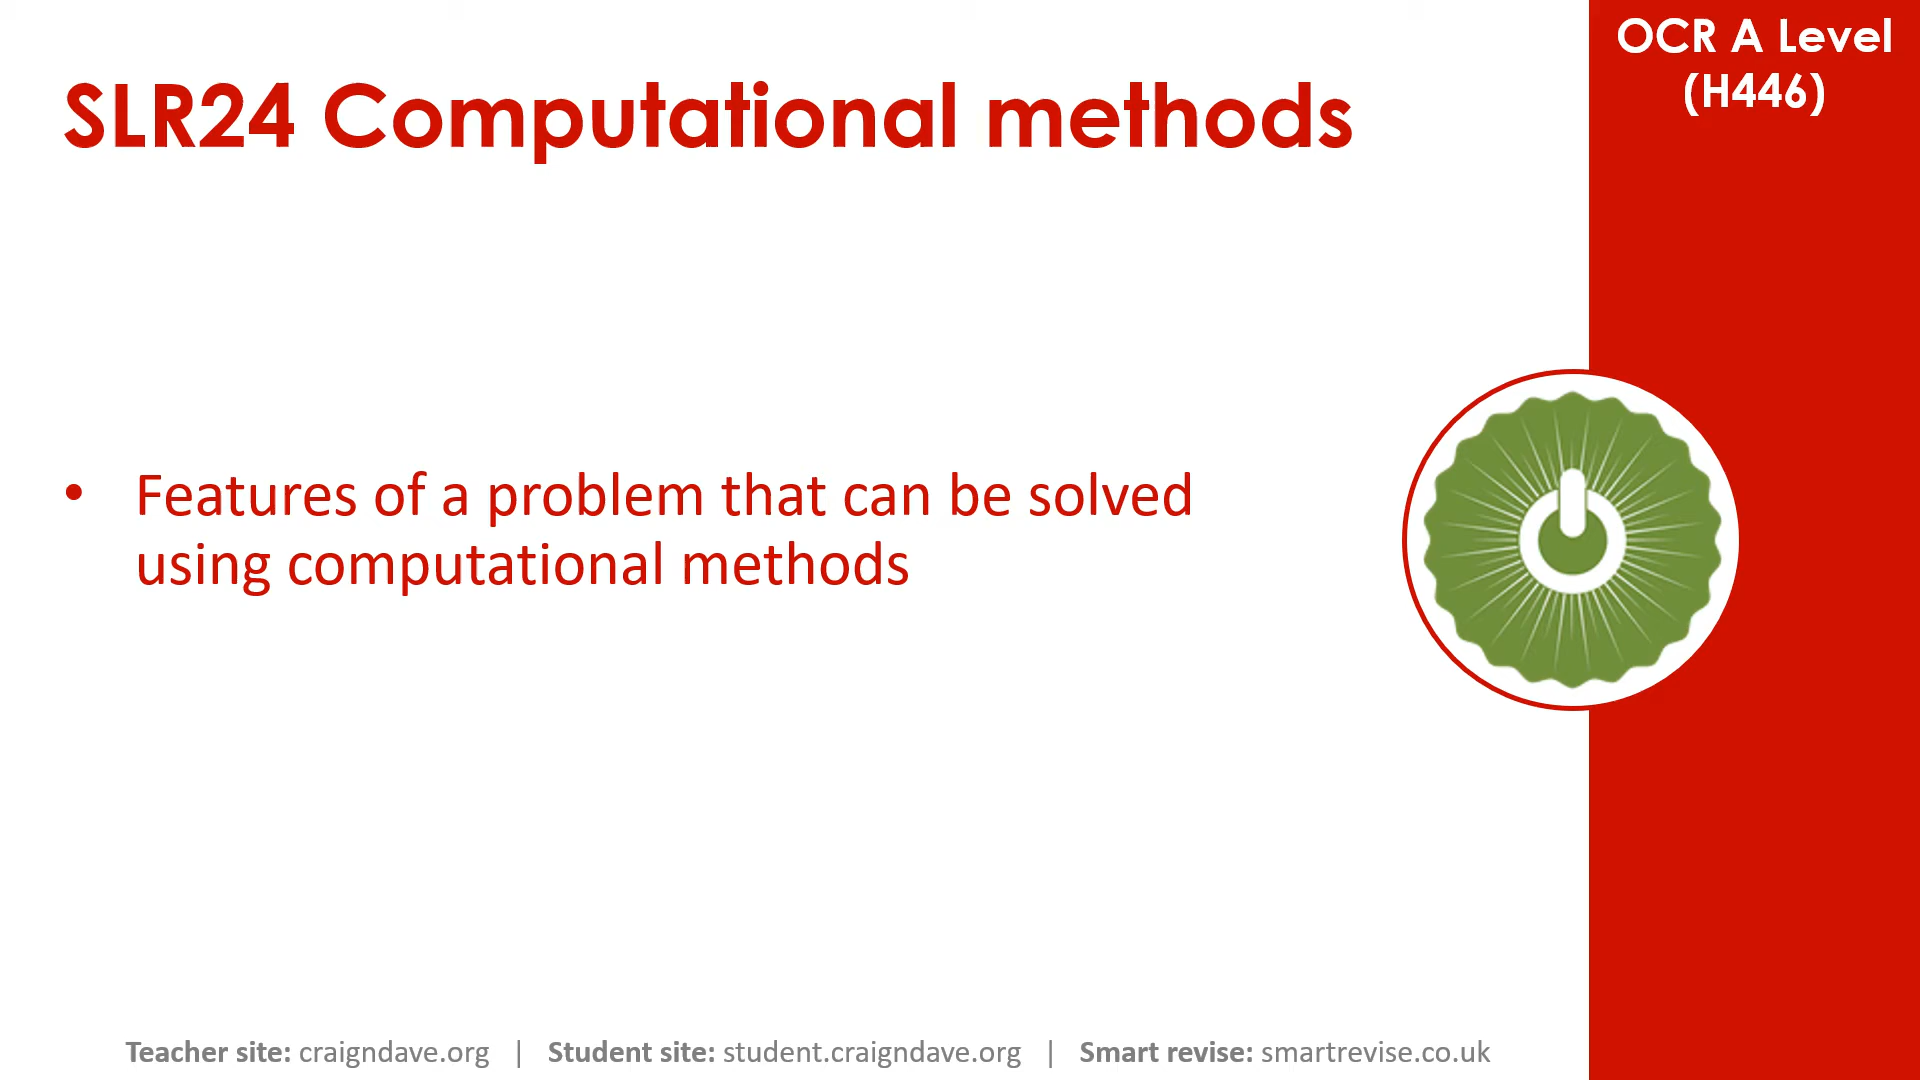 OCR A Level
(H446)
SLR24 Computational methods
• Features of a problem that can be solved
using computational methods
Teacher site: craigndave.org | Student site: student.craigndave.org | Smart revise: smartrevise.co.uk